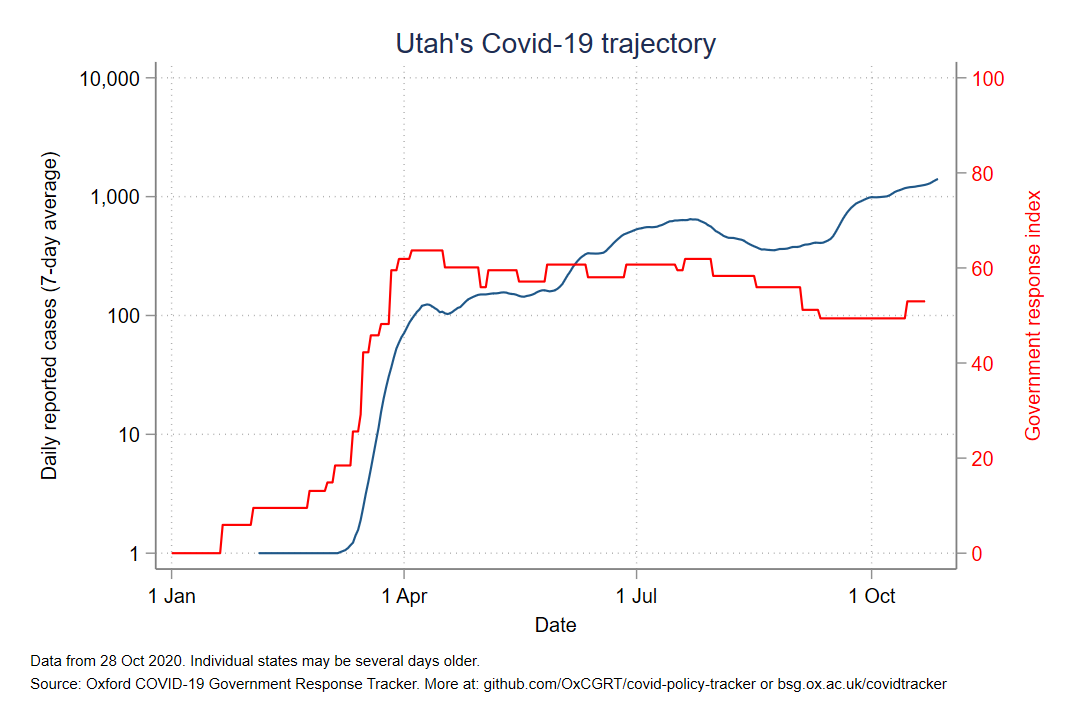 Utah's Covid-19 trajectory
Daily reported cases (7-day average)
10,000
1,000
100
10
1
100
80
60
40
20
0
Government response index
1 Jan
1 Apr
1 Jul
1 Oct
Date
Data from 28 Oct 2020. Individual states may be several days older.
Source: Oxford COVID-19 Government Response Tracker. More at: github.com/OxCGRT/covid-policy-tracker or bsg.ox.ac.uk/covidtracker